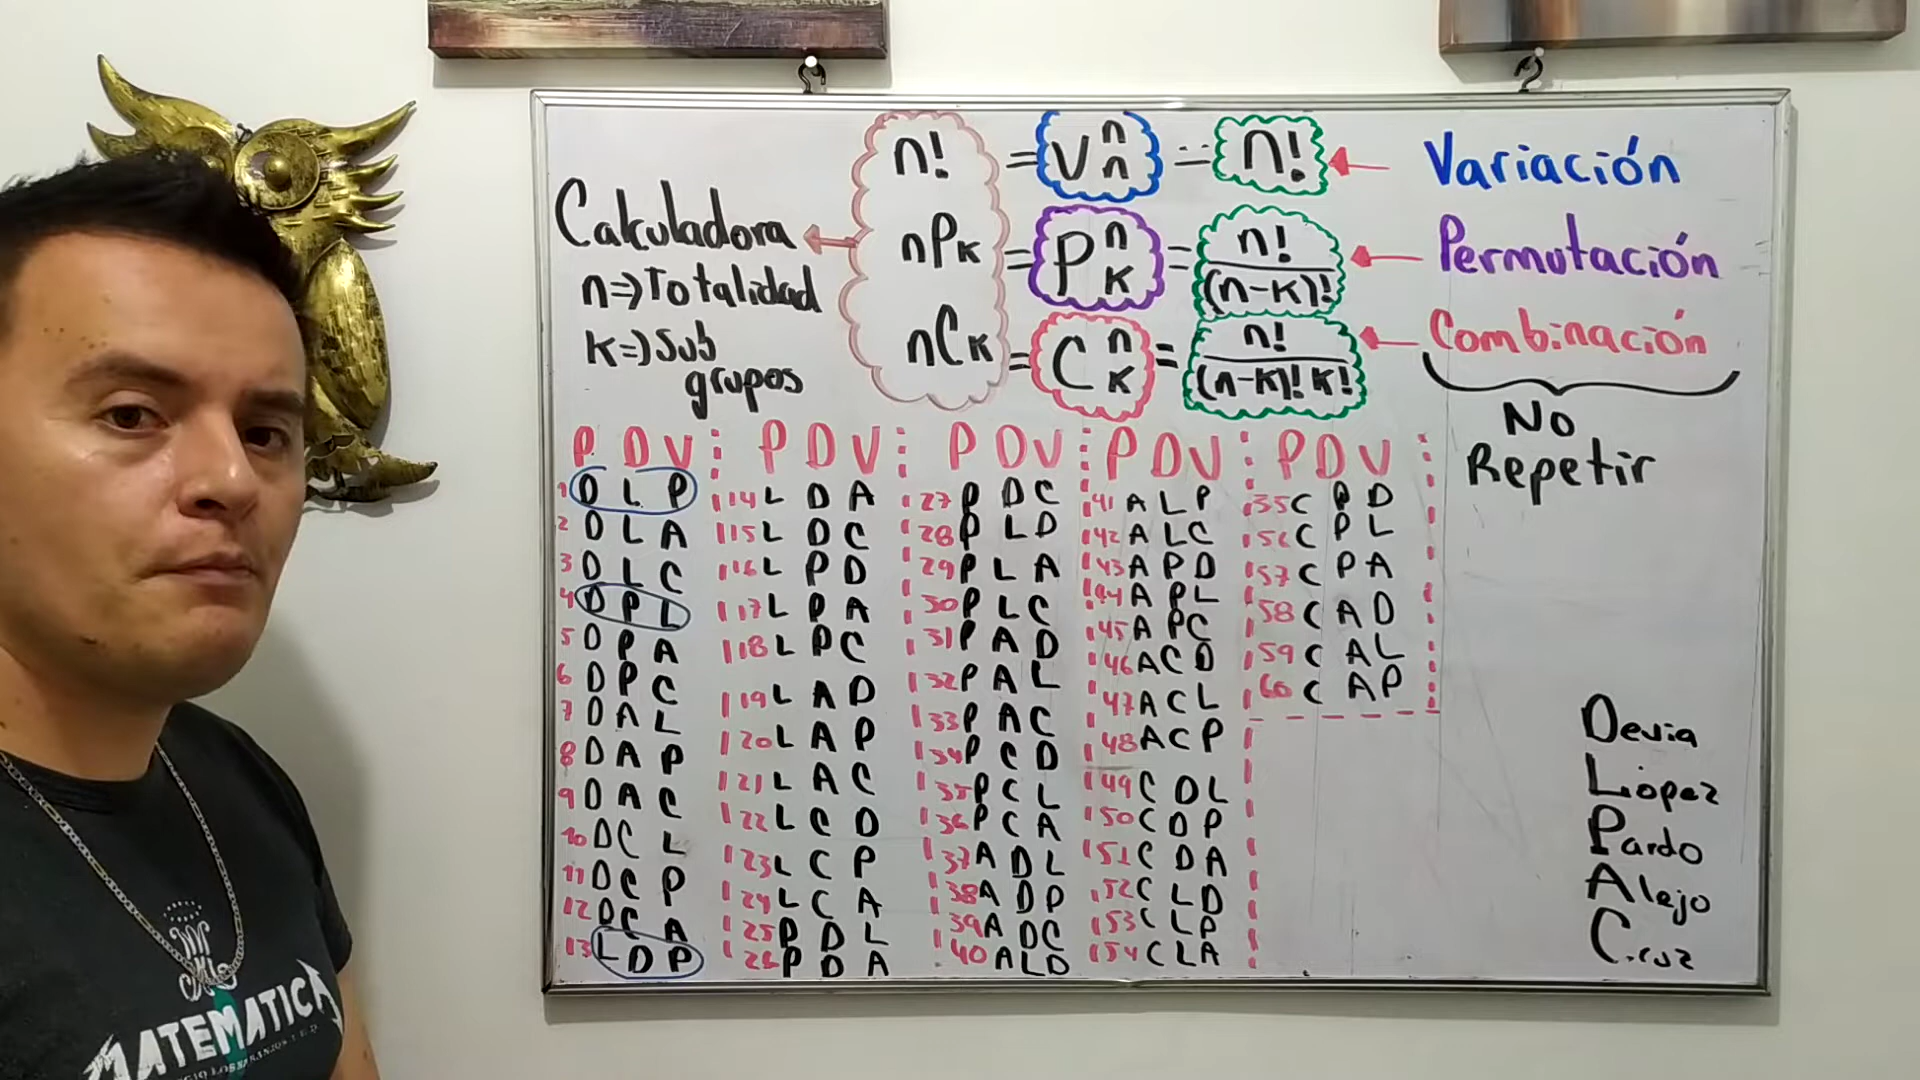 n! = V n n = n! ← Variación
Calculadora ← nPk = P n k = n!/(n-k)! ← Permutación
n⇒Totalidad
k⇒Sub grupos
nCk = C n k = n!/(n-k)! k! ← Combinación
No
Repetir
P D V
1 D L P
2 D L A
3 D L C
4 D P L
5 D P A
6 D P C
7 D A L
8 D A P
9 D A C
10 D C L
11 D C P
12 D C A
13 L D P
P D V
14 L D A
15 L D C
16 L P D
17 L P A
18 L P C
19 L A D
20 L A P
21 L A C
22 L C D
23 L C P
24 L C A
25 P D L
26 P D A
P D V
27 P D C
28 P L D
29 P L A
30 P L C
31 P A D
32 P A L
33 P A C
34 P C D
35 P C L
36 P C A
37 A D L
38 A D P
39 A D C
40 A L D
P D V
41 A L P
42 A L C
43 A P D
44 A P L
45 A P C
46 A C D
47 A C L
48 A C P
49 C D L
50 C D P
51 C D A
52 C L D
53 C L P
54 C L A
P D V
55 C P D
56 C P L
57 C P A
58 C A D
59 C A L
60 C A P
Devia
López
Pardo
Alejo
Cruz
MATEMATICA